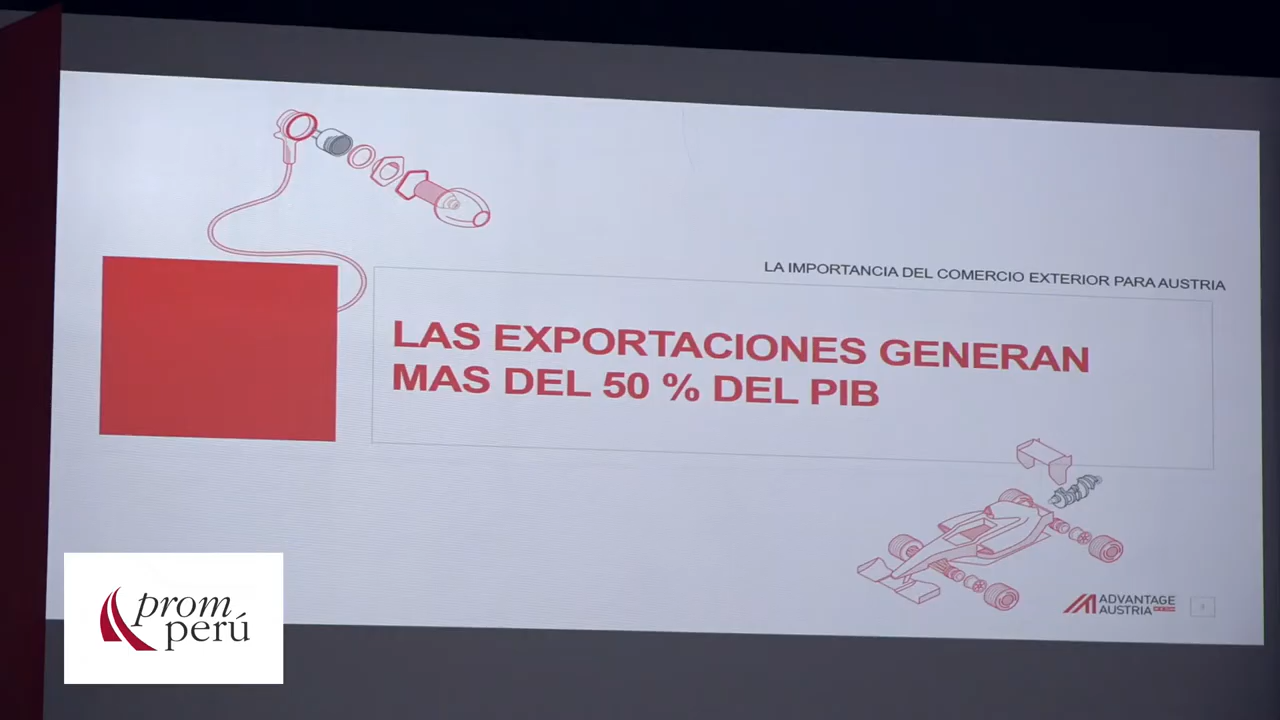 LA IMPORTANCIA DEL COMERCIO EXTERIOR PARA AUSTRIA
LAS EXPORTACIONES GENERAN
MAS DEL 50 % DEL PIB
ADVANTAGE
AUSTRIA
prom
perú